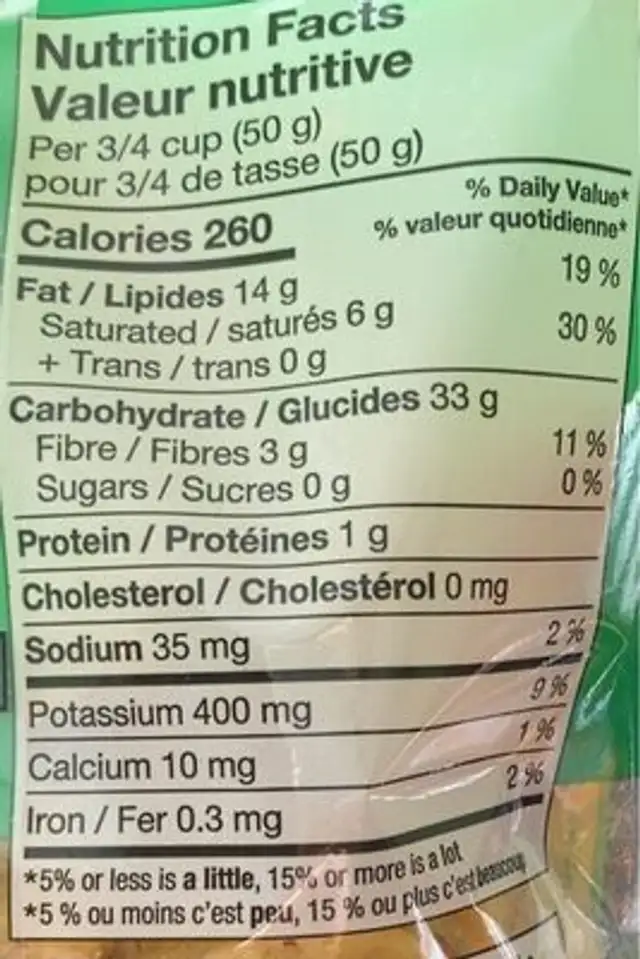 Nutrition Facts
Valeur nutritive
Per 3/4 cup (50 g)
pour 3/4 de tasse (50 g)
% Daily Value*
% valeur quotidienne*
Calories 260
Fat / Lipides 14 g 19 %
Saturated / saturés 6 g
+ Trans / trans 0 g 30 %
Carbohydrate / Glucides 33 g
Fibre / Fibres 3 g 11 %
Sugars / Sucres 0 g 0 %
Protein / Protéines 1 g
Cholesterol / Cholestérol 0 mg
Sodium 35 mg 2 %
Potassium 400 mg 9 %
Calcium 10 mg 1 %
Iron / Fer 0.3 mg 2 %
*5% or less is a little, 15% or more is a lot
*5 % ou moins c'est peu, 15 % ou plus c'est beaucoup